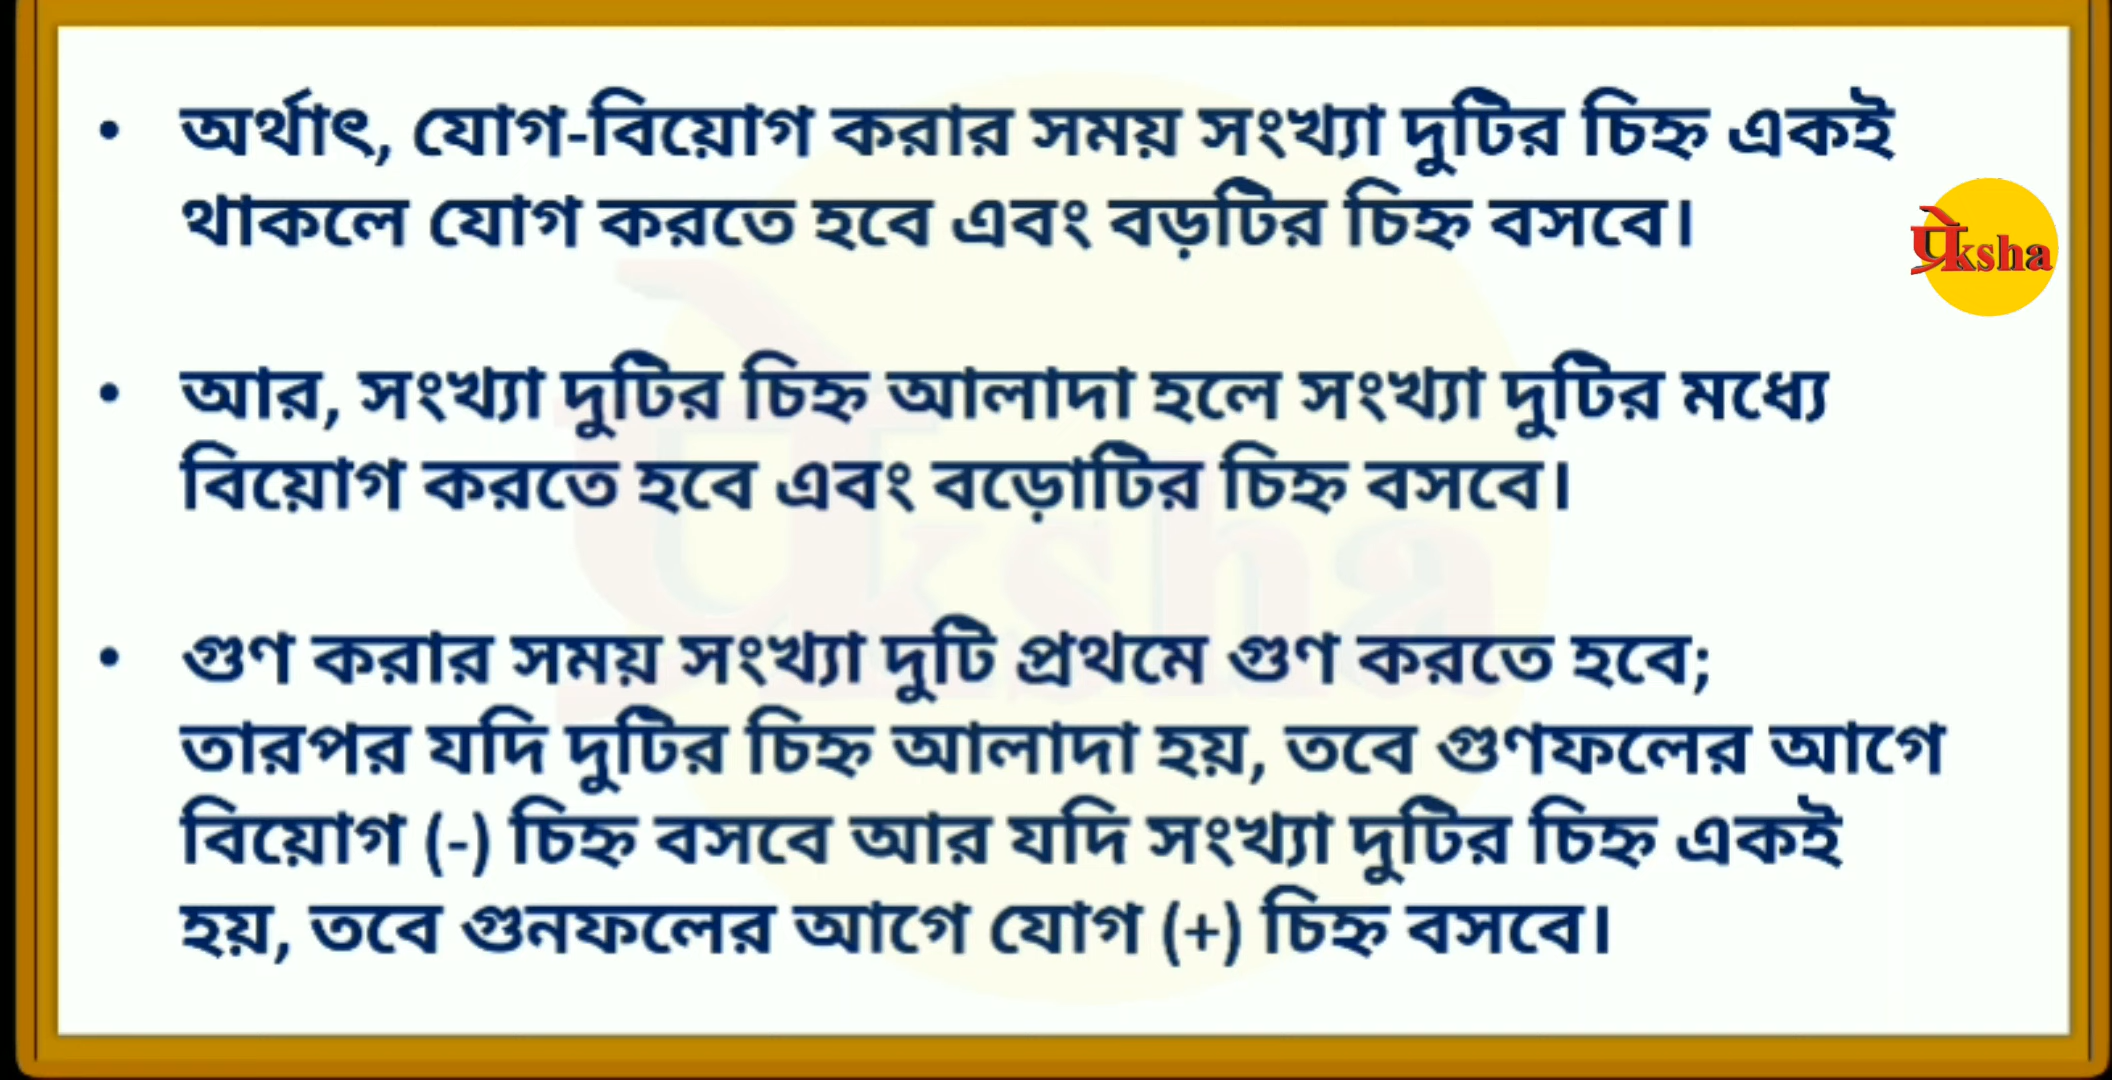 • অর্থাৎ, যোগ-বিয়োগ করার সময় সংখ্যা দুটির চিহ্ন একই
থাকলে যোগ করতে হবে এবং বড়টির চিহ্ন বসবে।
प्रेksha
• আর, সংখ্যা দুটির চিহ্ন আলাদা হলে সংখ্যা দুটির মধ্যে
বিয়োগ করতে হবে এবং বড়োটির চিহ্ন বসবে।
• গুণ করার সময় সংখ্যা দুটি প্রথমে গুণ করতে হবে;
তারপর যদি দুটির চিহ্ন আলাদা হয়, তবে গুণফলের আগে
বিয়োগ (-) চিহ্ন বসবে আর যদি সংখ্যা দুটির চিহ্ন একই
হয়, তবে গুনফলের আগে যোগ (+) চিহ্ন বসবে।